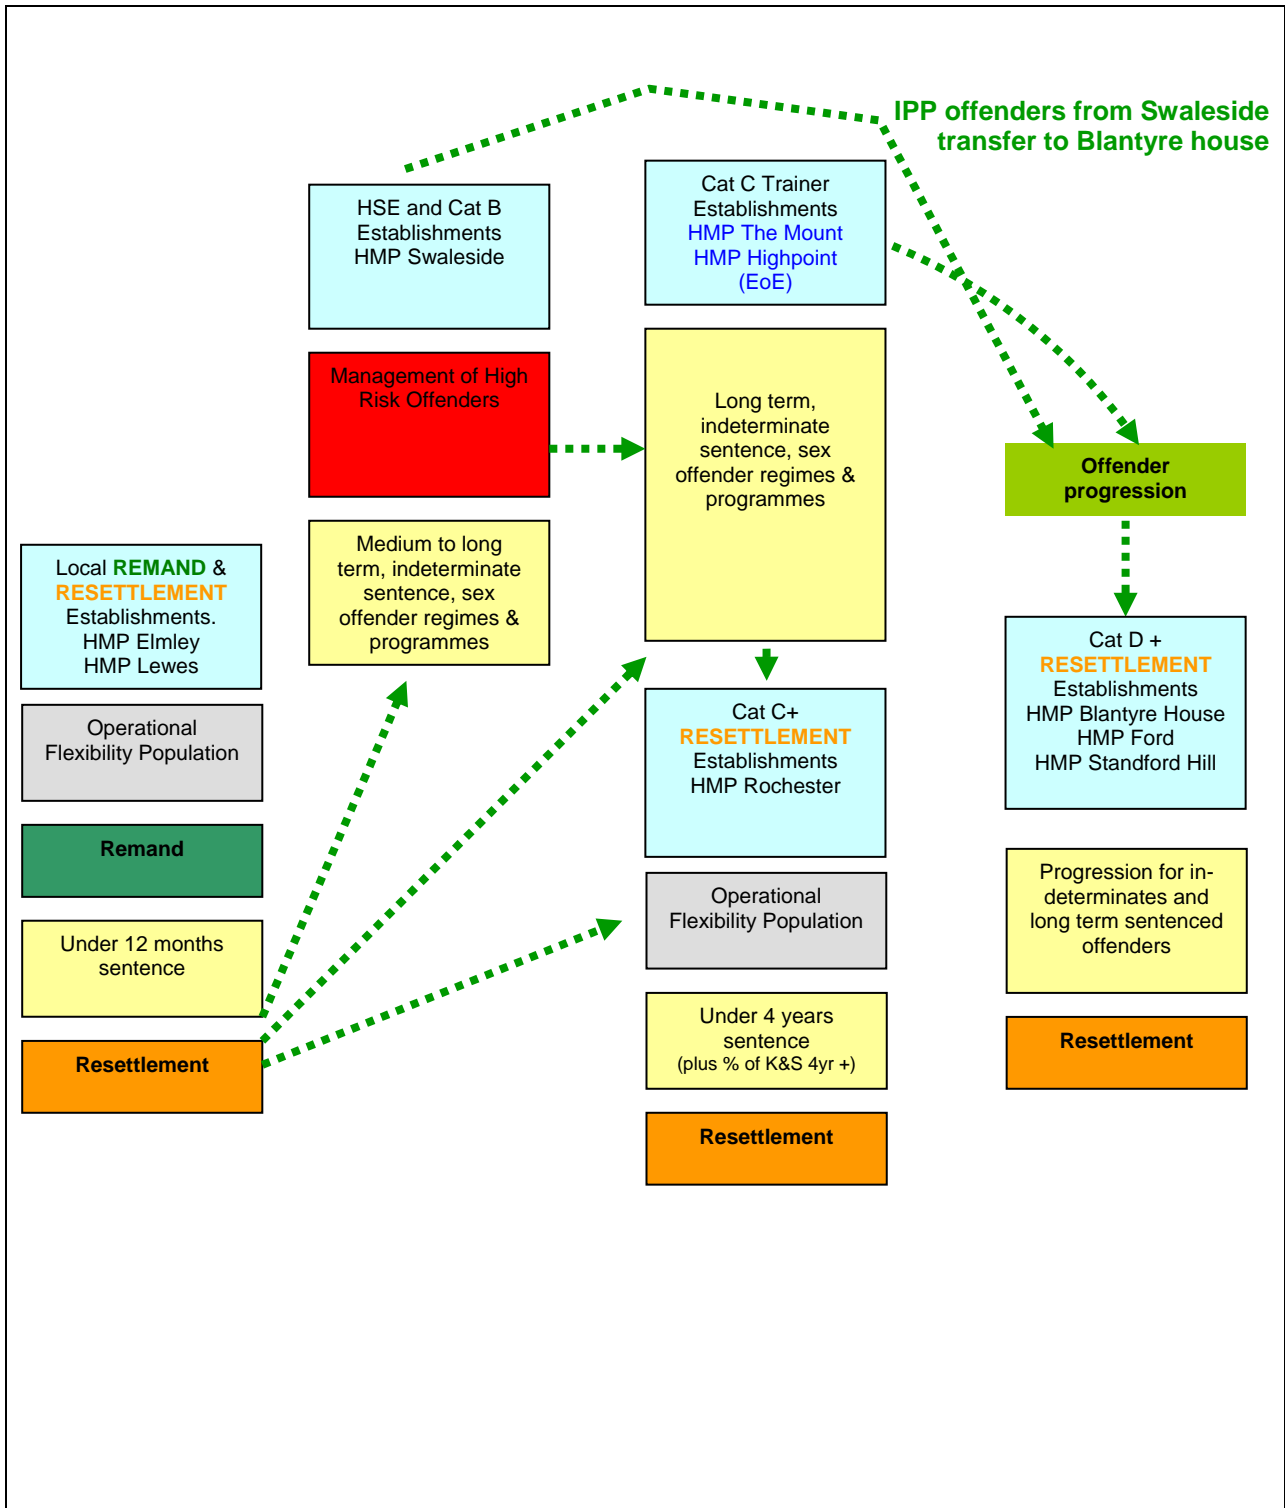 IPP offenders from Swaleside
transfer to Blantyre house
HSE and Cat B
Establishments
HMP Swaleside
Management of High
Risk Offenders
Medium to long
term, indeterminate
sentence, sex
offender regimes &
programmes
Cat C Trainer
Establishments
HMP The Mount
HMP Highpoint
(EoE)
Long term,
indeterminate
sentence, sex
offender regimes &
programmes
Offender
progression
Local REMAND &
RESETTLEMENT
Establishments.
HMP Elmley
HMP Lewes
Operational
Flexibility Population
Remand
Under 12 months
sentence
Resettlement
Cat C+
RESETTLEMENT
Establishments
HMP Rochester
Operational
Flexibility Population
Under 4 years
sentence
(plus % of K&S 4yr +)
Resettlement
Cat D +
RESETTLEMENT
Establishments
HMP Blantyre House
HMP Ford
HMP Standford Hill
Progression for in-
determinates and
long term sentenced
offenders
Resettlement